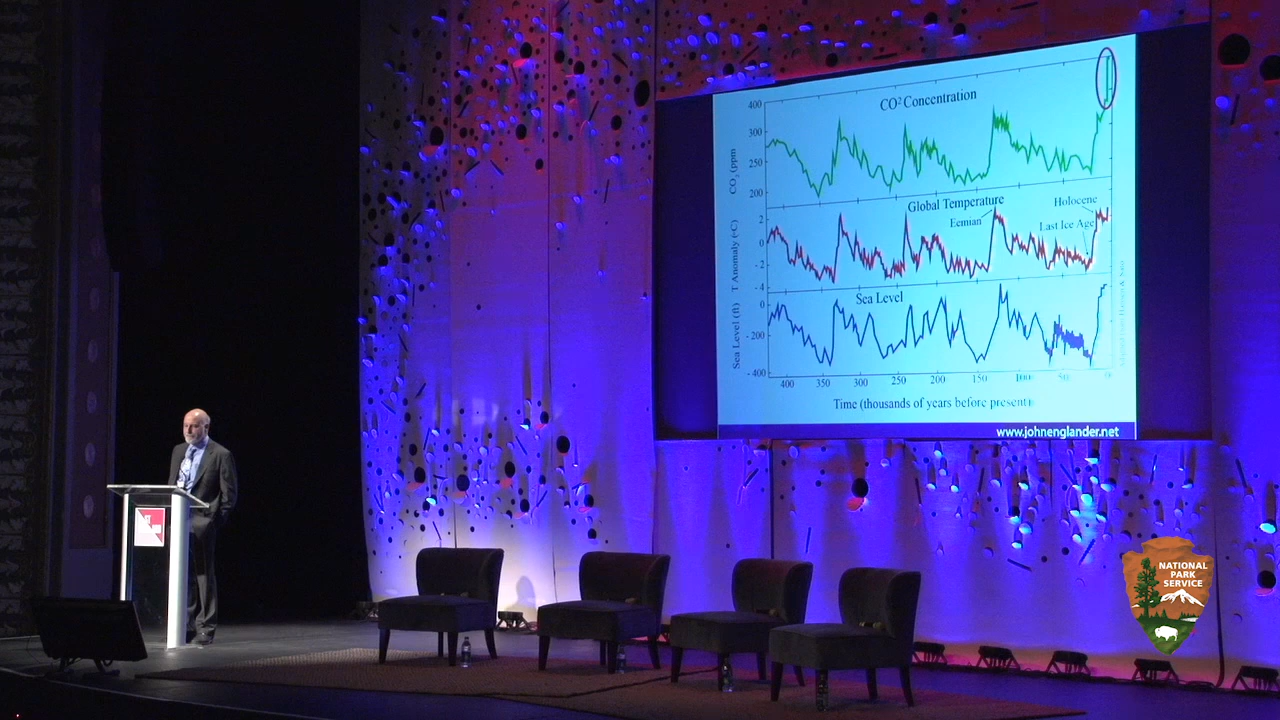 CO² Concentration
400
300
250
200
CO₂ (ppm
Global Temperature
Eemian
Holocene
Last Ice Age
2
0
- 2
- 4
T Anomaly (◦C)
Sea Level
0
- 200
- 400
Sea Level (ft)
400 350 300 250 200 150 100 50 0
Time (thousands of years before present)
www.johnenglander.net
NATIONAL
PARK
SERVICE